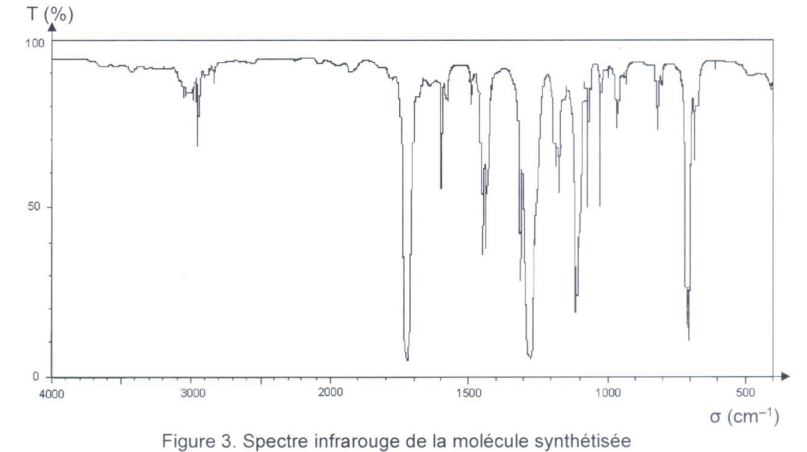 T (%)
100
50
0
4000 3000 2000 1500 1000 500
σ (cm⁻¹)
Figure 3. Spectre infrarouge de la molécule synthétisée